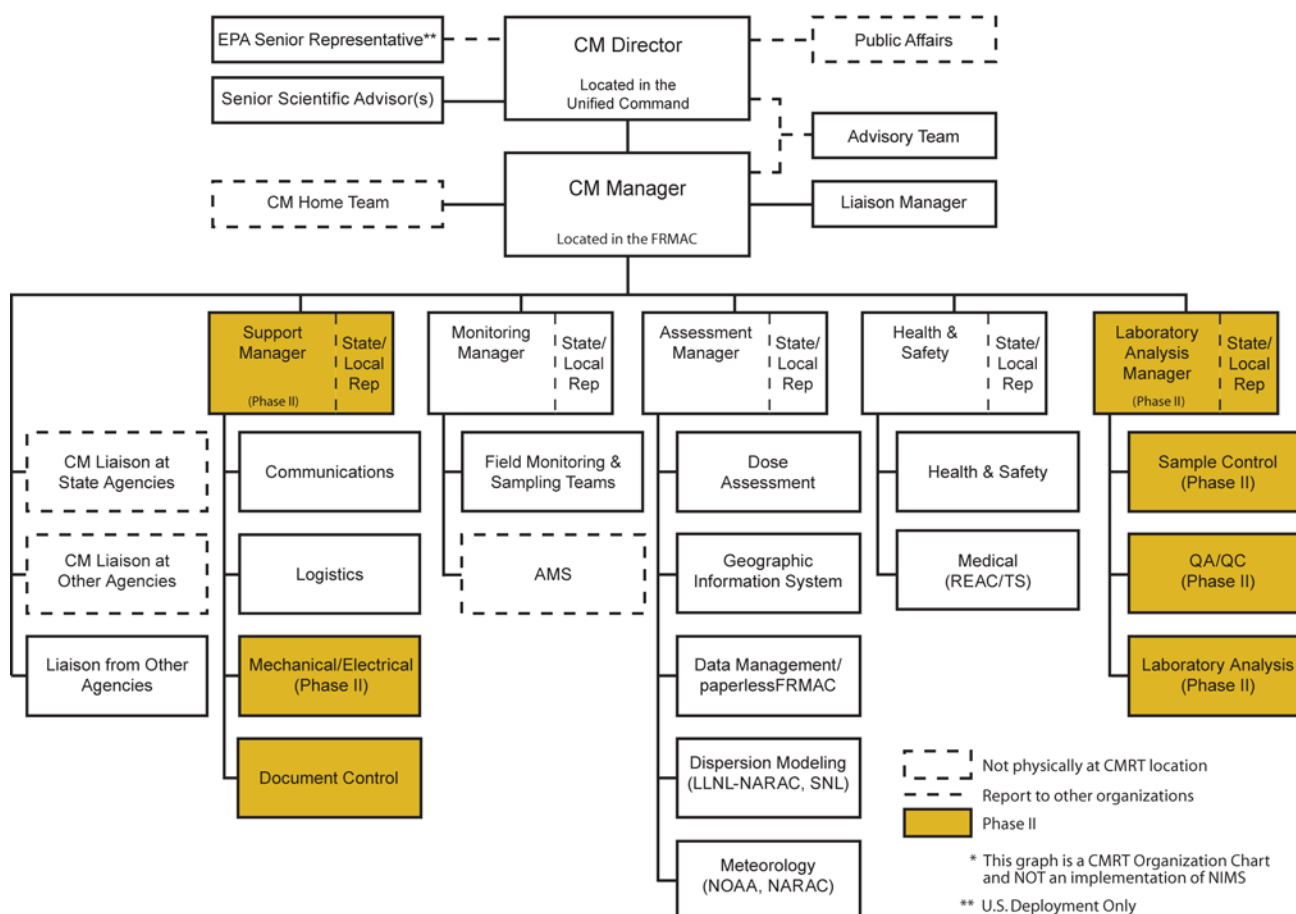 EPA Senior Representative**
CM Director
Located in the
Unified Command
Public Affairs
Senior Scientific Advisor(s)
Advisory Team
CM Home Team
CM Manager
Located in the FRMAC
Liaison Manager
Support
Manager
(Phase II)
State/
Local
Rep
Monitoring
Manager
State/
Local
Rep
Assessment
Manager
State/
Local
Rep
Health &
Safety
State/
Local
Rep
Laboratory
Analysis
Manager
(Phase II)
State/
Local
Rep
CM Liaison at
State Agencies
CM Liaison at
Other Agencies
Liaison from Other
Agencies
Communications
Logistics
Mechanical/Electrical
(Phase II)
Document Control
Field Monitoring &
Sampling Teams
AMS
Dose
Assessment
Geographic
Information System
Data Management/
paperlessFRMAC
Dispersion Modeling
(LLNL-NARAC, SNL)
Meteorology
(NOAA, NARAC)
Health & Safety
Medical
(REAC/TS)
Sample Control
(Phase II)
QA/QC
(Phase II)
Laboratory Analysis
(Phase II)
Not physically at CMRT location
Report to other organizations
Phase II
* This graph is a CMRT Organization Chart
and NOT an implementation of NIMS
** U.S. Deployment Only